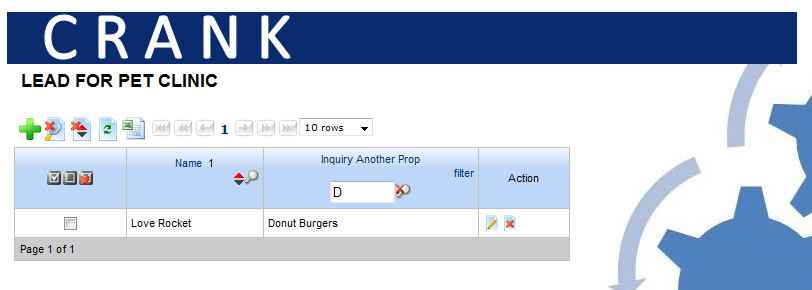 CRANK
LEAD FOR PET CLINIC
1
10 rows
Name 1
Inquiry Another Prop
filter
D
Action
Love Rocket
Donut Burgers
Page 1 of 1